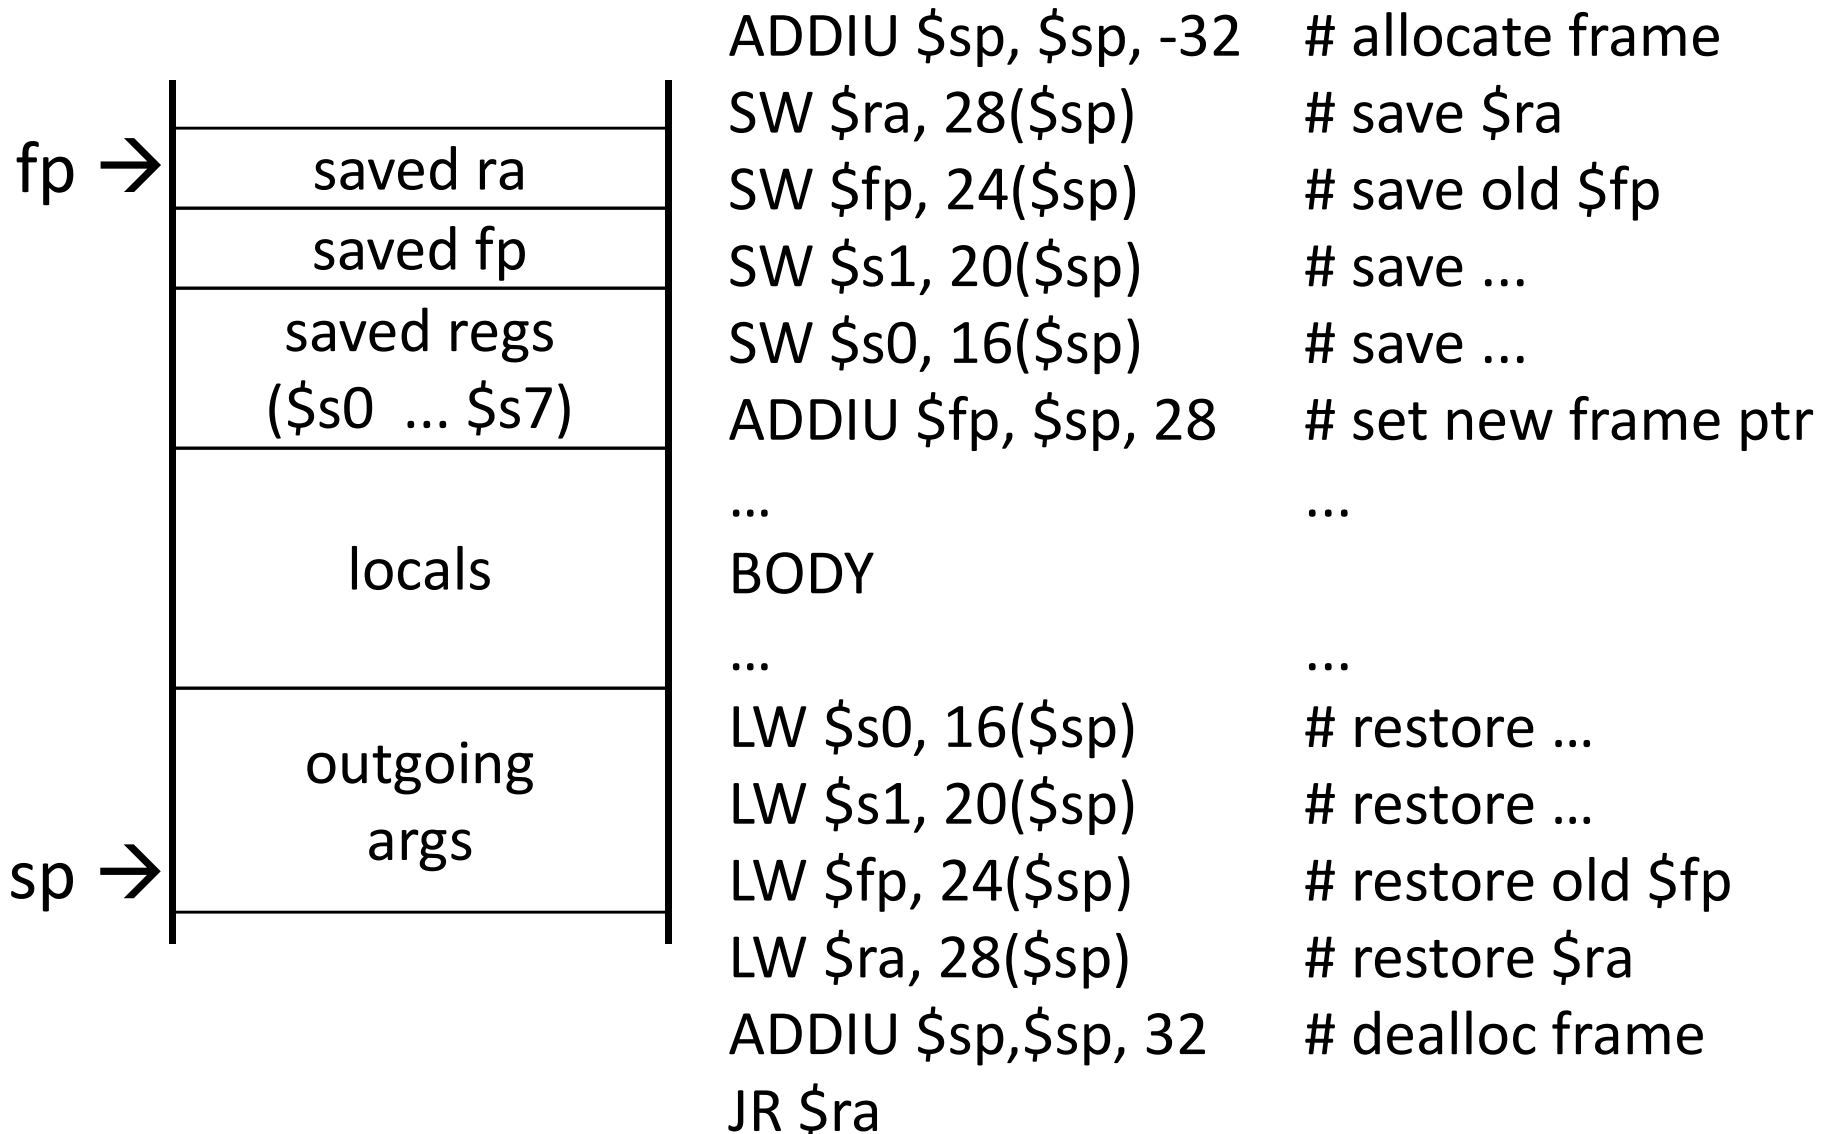 fp →
saved ra
saved fp
saved regs
($s0 ... $s7)
locals
outgoing
args
sp →
ADDIU $sp, $sp, -32 # allocate frame
SW $ra, 28($sp) # save $ra
SW $fp, 24($sp) # save old $fp
SW $s1, 20($sp) # save ...
SW $s0, 16($sp) # save ...
ADDIU $fp, $sp, 28 # set new frame ptr
... ...
BODY
... ...
LW $s0, 16($sp) # restore ...
LW $s1, 20($sp) # restore ...
LW $fp, 24($sp) # restore old $fp
LW $ra, 28($sp) # restore $ra
ADDIU $sp,$sp, 32 # dealloc frame
JR $ra